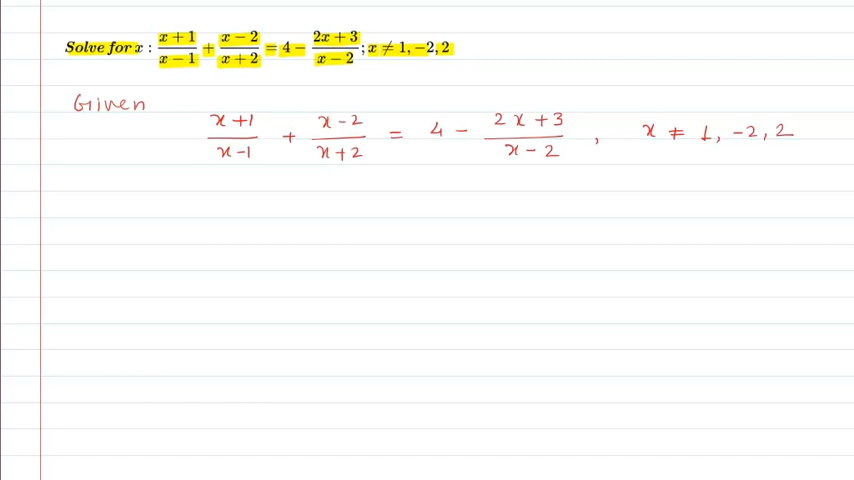 Solve for x : (x + 1)/(x − 1) + (x − 2)/(x + 2) = 4 − (2x + 3)/(x − 2) ; x ≠ 1, −2, 2
Given
(x + 1)/(x − 1) + (x − 2)/(x + 2) = 4 − (2x + 3)/(x − 2) , x ≠ 1, −2, 2